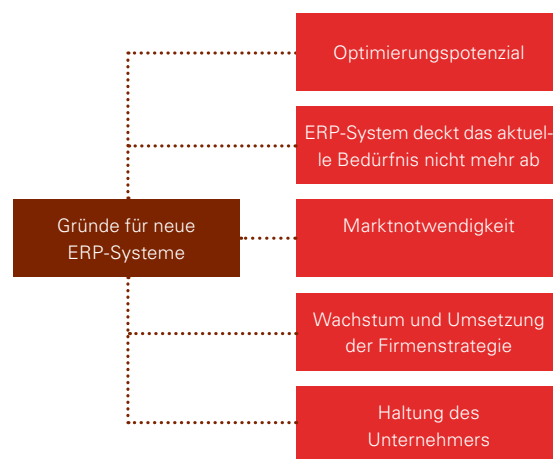 Optimierungspotenzial
ERP-System deckt das aktuel-
le Bedürfnis nicht mehr ab
Gründe für neue
ERP-Systeme
Marktnotwendigkeit
Wachstum und Umsetzung
der Firmenstrategie
Haltung des
Unternehmers